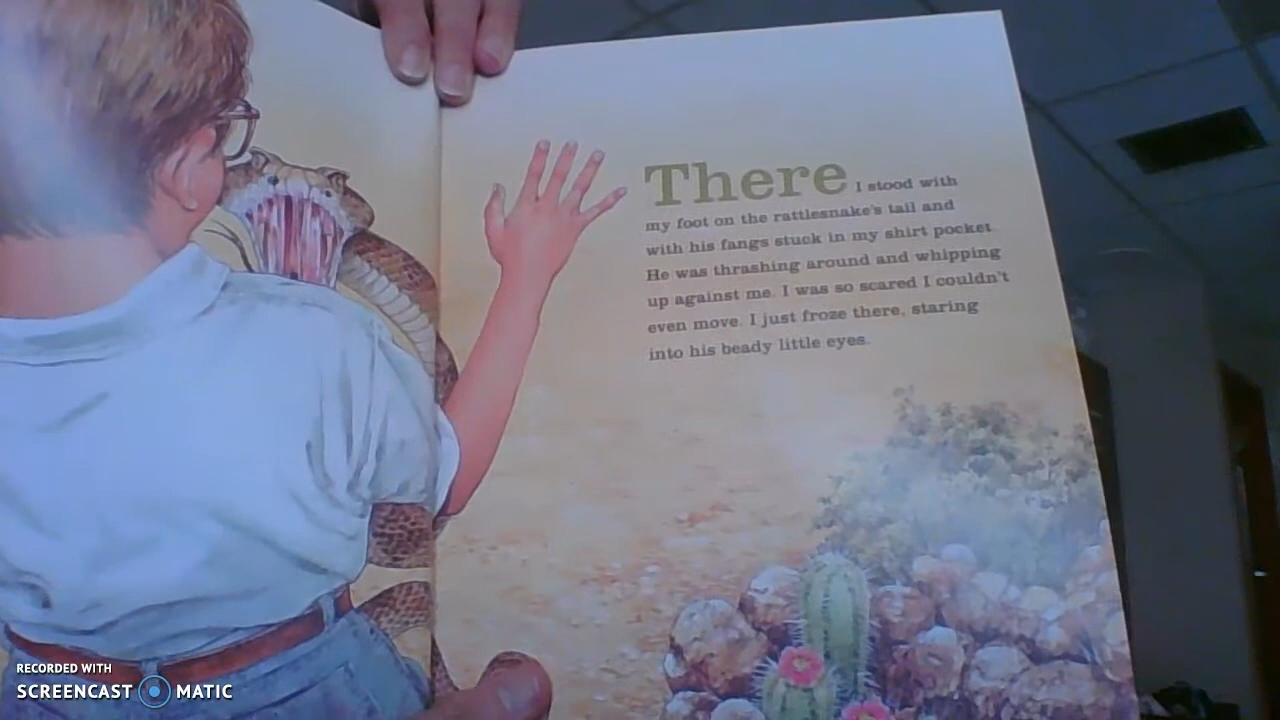 There I stood with
my foot on the rattlesnake's tail and
with his fangs stuck in my shirt pocket.
He was thrashing around and whipping
up against me. I was so scared I couldn't
even move. I just froze there, staring
into his beady little eyes.
RECORDED WITH
SCREENCAST MATIC